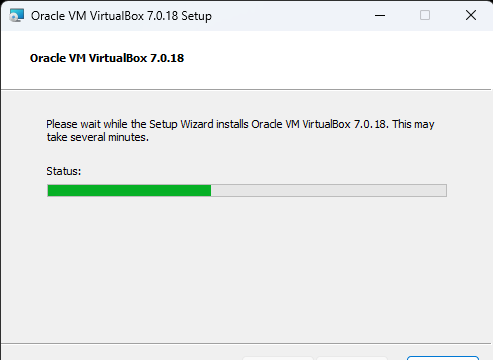 Oracle VM VirtualBox 7.0.18 Setup
Oracle VM VirtualBox 7.0.18
Please wait while the Setup Wizard installs Oracle VM VirtualBox 7.0.18. This may
take several minutes.
Status: